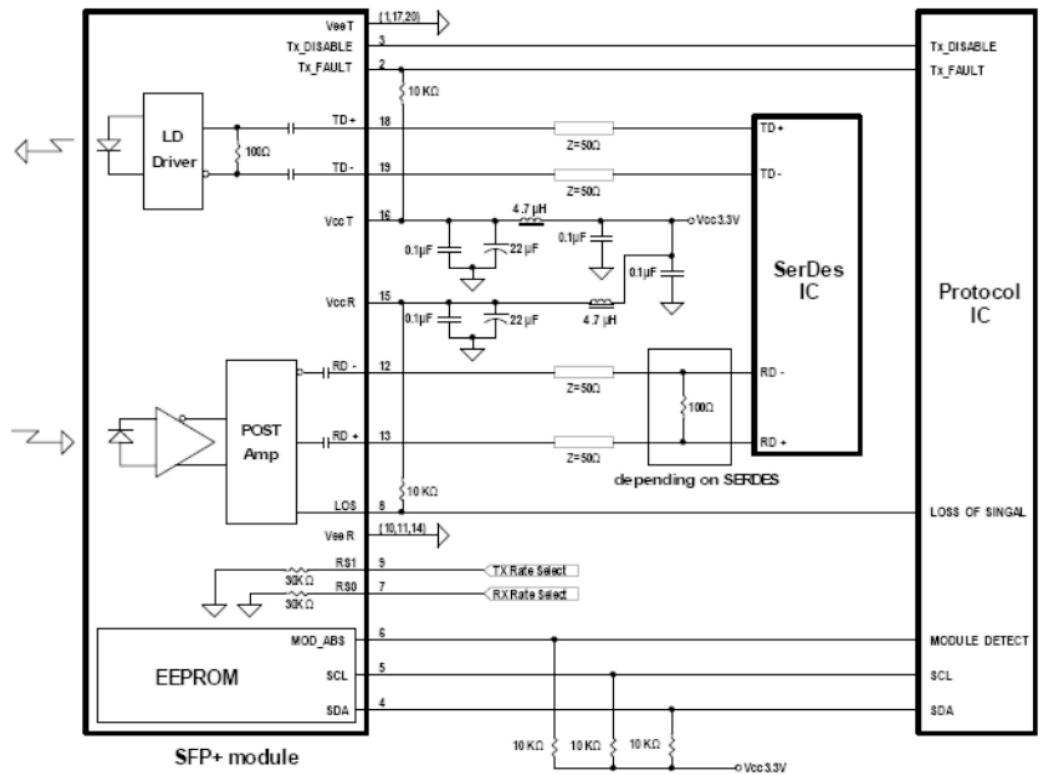 VeeT (1,17,20)
Tx_DISABLE 3 Tx_DISABLE
Tx_FAULT 2 Tx_FAULT
10 KΩ
LD
Driver
100Ω
TD+ 18 TD+
Z=50Ω
TD- 19 TD-
Z=50Ω
VccT 16
4.7 μH
Vcc3.3V
0.1μF
22 μF
0.1μF
0.1μF
SerDes
IC
Protocol
IC
VccR 15
0.1μF
22 μF
4.7 μH
RD - 12 RD -
Z=50Ω
100Ω
POST
Amp
RD + 13 RD +
Z=50Ω
depending on SERDES
10 KΩ
LOS 8 LOSS OF SINGAL
VeeR (10,11,14)
RS1 9 TX Rate Select
30KΩ
RS0 7 RX Rate Select
30KΩ
MOD_ABS 6 MODULE DETECT
EEPROM
SCL 5 SCL
SDA 4 SDA
10 KΩ 10 KΩ 10 KΩ
Vcc3.3V
SFP+ module